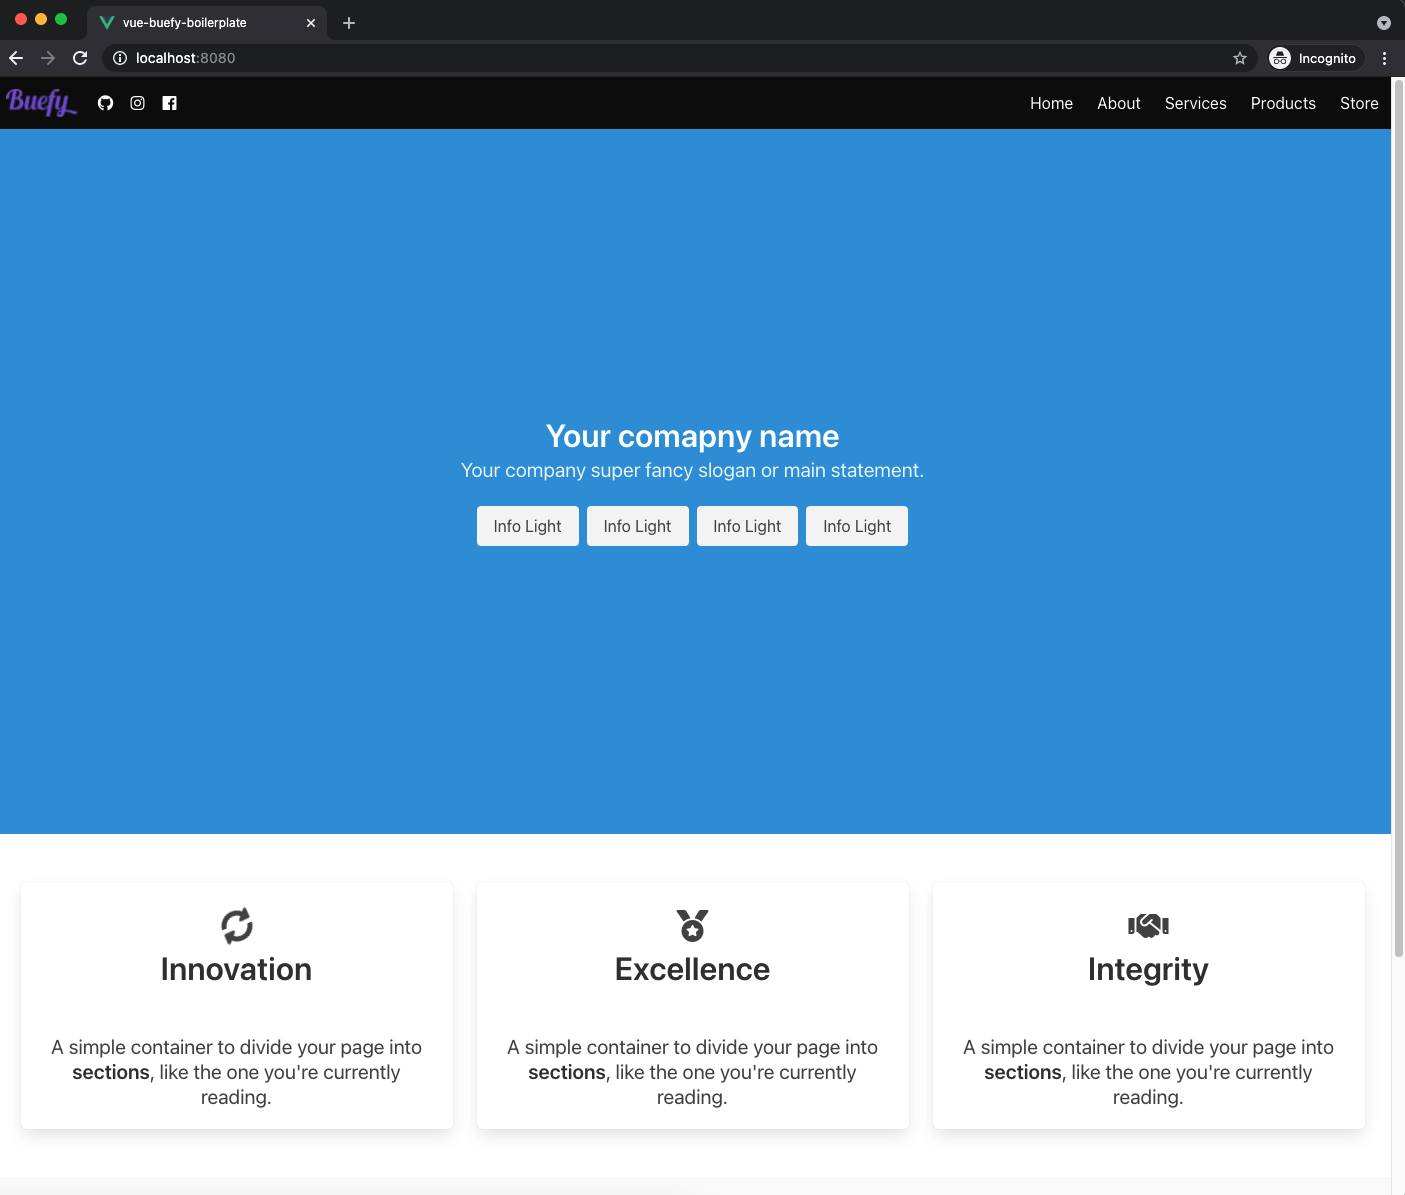 vue-buefy-boilerplate
localhost:8080
Incognito
Buefy
Home About Services Products Store
Your comapny name
Your company super fancy slogan or main statement.
Info Light Info Light Info Light Info Light
Innovation
A simple container to divide your page into
sections, like the one you're currently
reading.
Excellence
A simple container to divide your page into
sections, like the one you're currently
reading.
Integrity
A simple container to divide your page into
sections, like the one you're currently
reading.